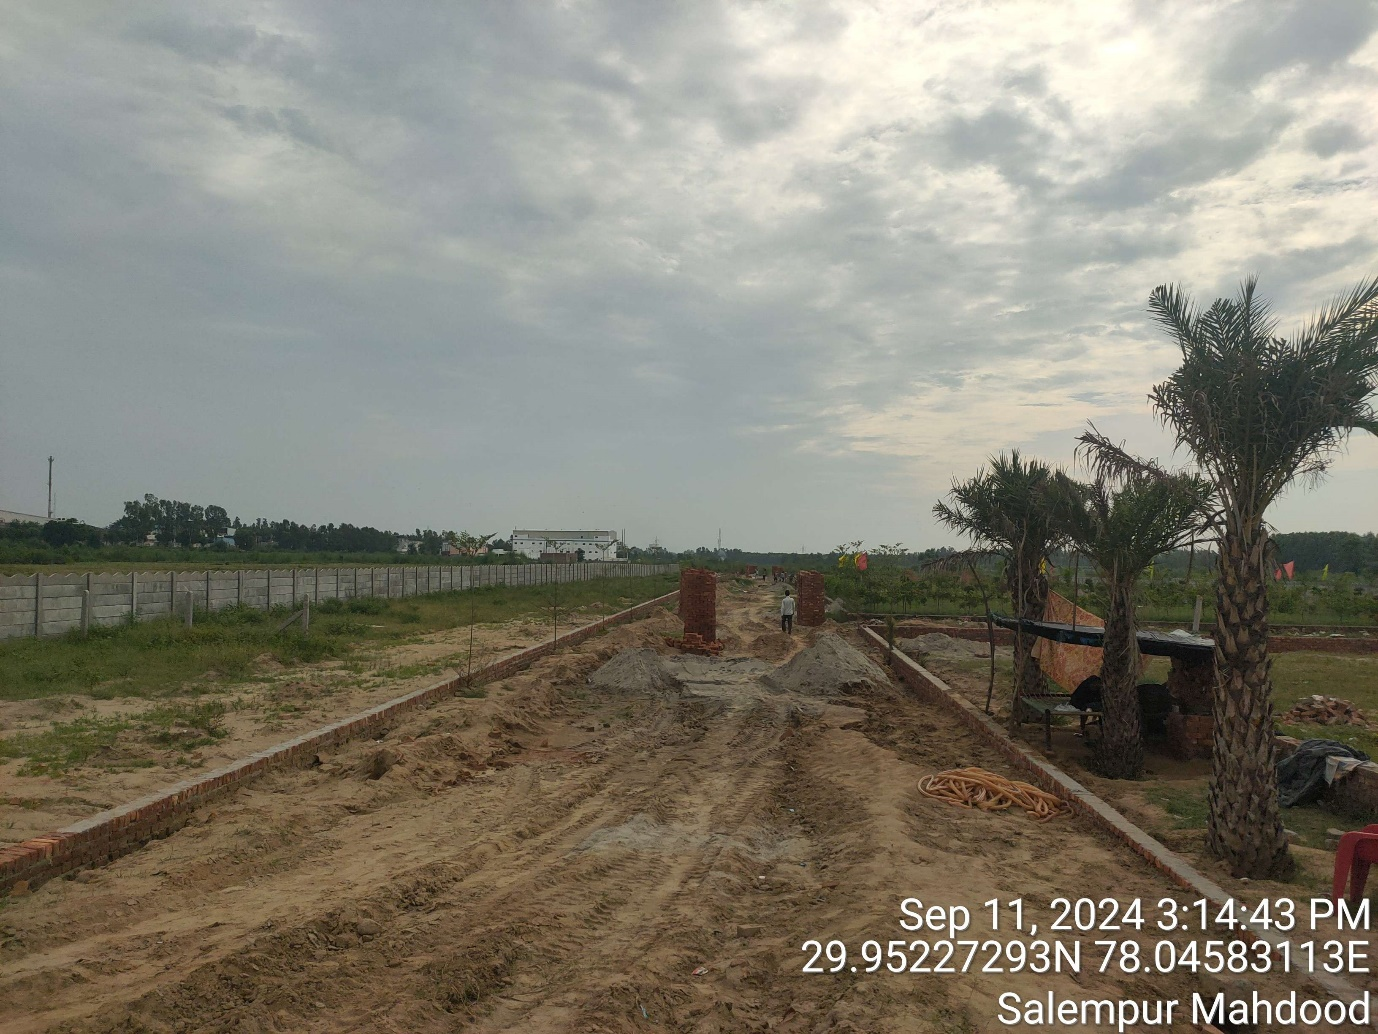 Sep 11, 2024 3:14:43 PM
29.95227293N 78.04583113E
Salempur Mahdood